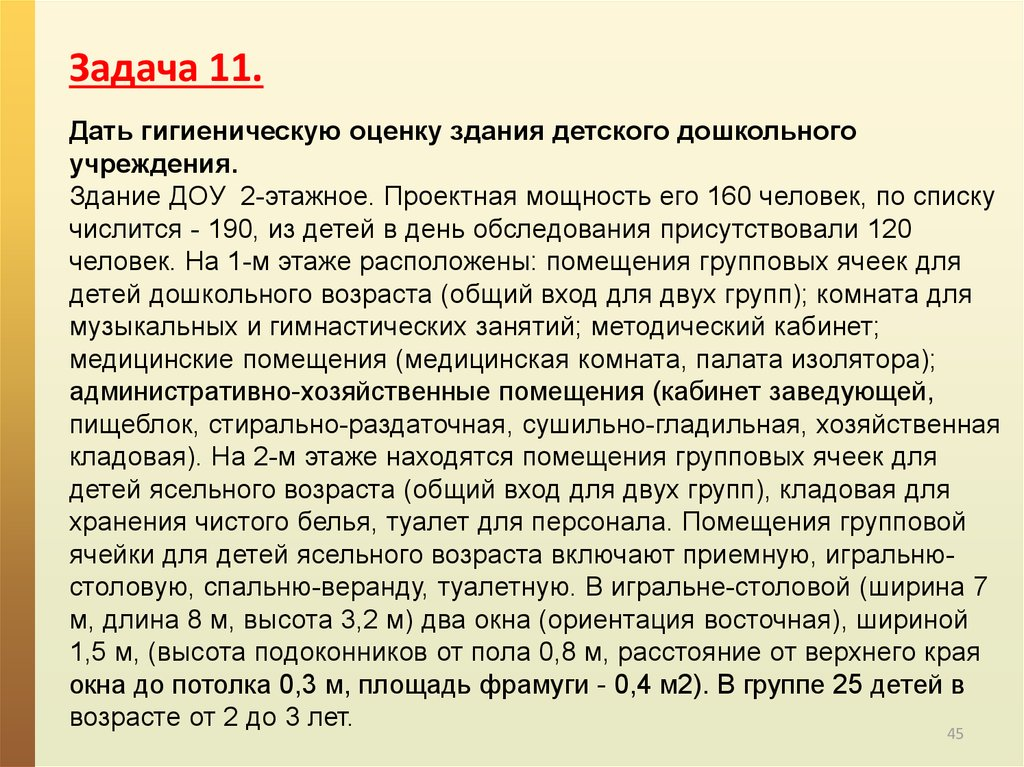 Задача 11.
Дать гигиеническую оценку здания детского дошкольного
учреждения.
Здание ДОУ 2-этажное. Проектная мощность его 160 человек, по списку
числится - 190, из детей в день обследования присутствовали 120
человек. На 1-м этаже расположены: помещения групповых ячеек для
детей дошкольного возраста (общий вход для двух групп); комната для
музыкальных и гимнастических занятий; методический кабинет;
медицинские помещения (медицинская комната, палата изолятора);
административно-хозяйственные помещения (кабинет заведующей,
пищеблок, стирально-раздаточная, сушильно-гладильная, хозяйственная
кладовая). На 2-м этаже находятся помещения групповых ячеек для
детей ясельного возраста (общий вход для двух групп), кладовая для
хранения чистого белья, туалет для персонала. Помещения групповой
ячейки для детей ясельного возраста включают приемную, игральню-
столовую, спальню-веранду, туалетную. В игральне-столовой (ширина 7
м, длина 8 м, высота 3,2 м) два окна (ориентация восточная), шириной
1,5 м, (высота подоконников от пола 0,8 м, расстояние от верхнего края
окна до потолка 0,3 м, площадь фрамуги - 0,4 м2). В группе 25 детей в
возрасте от 2 до 3 лет.
45